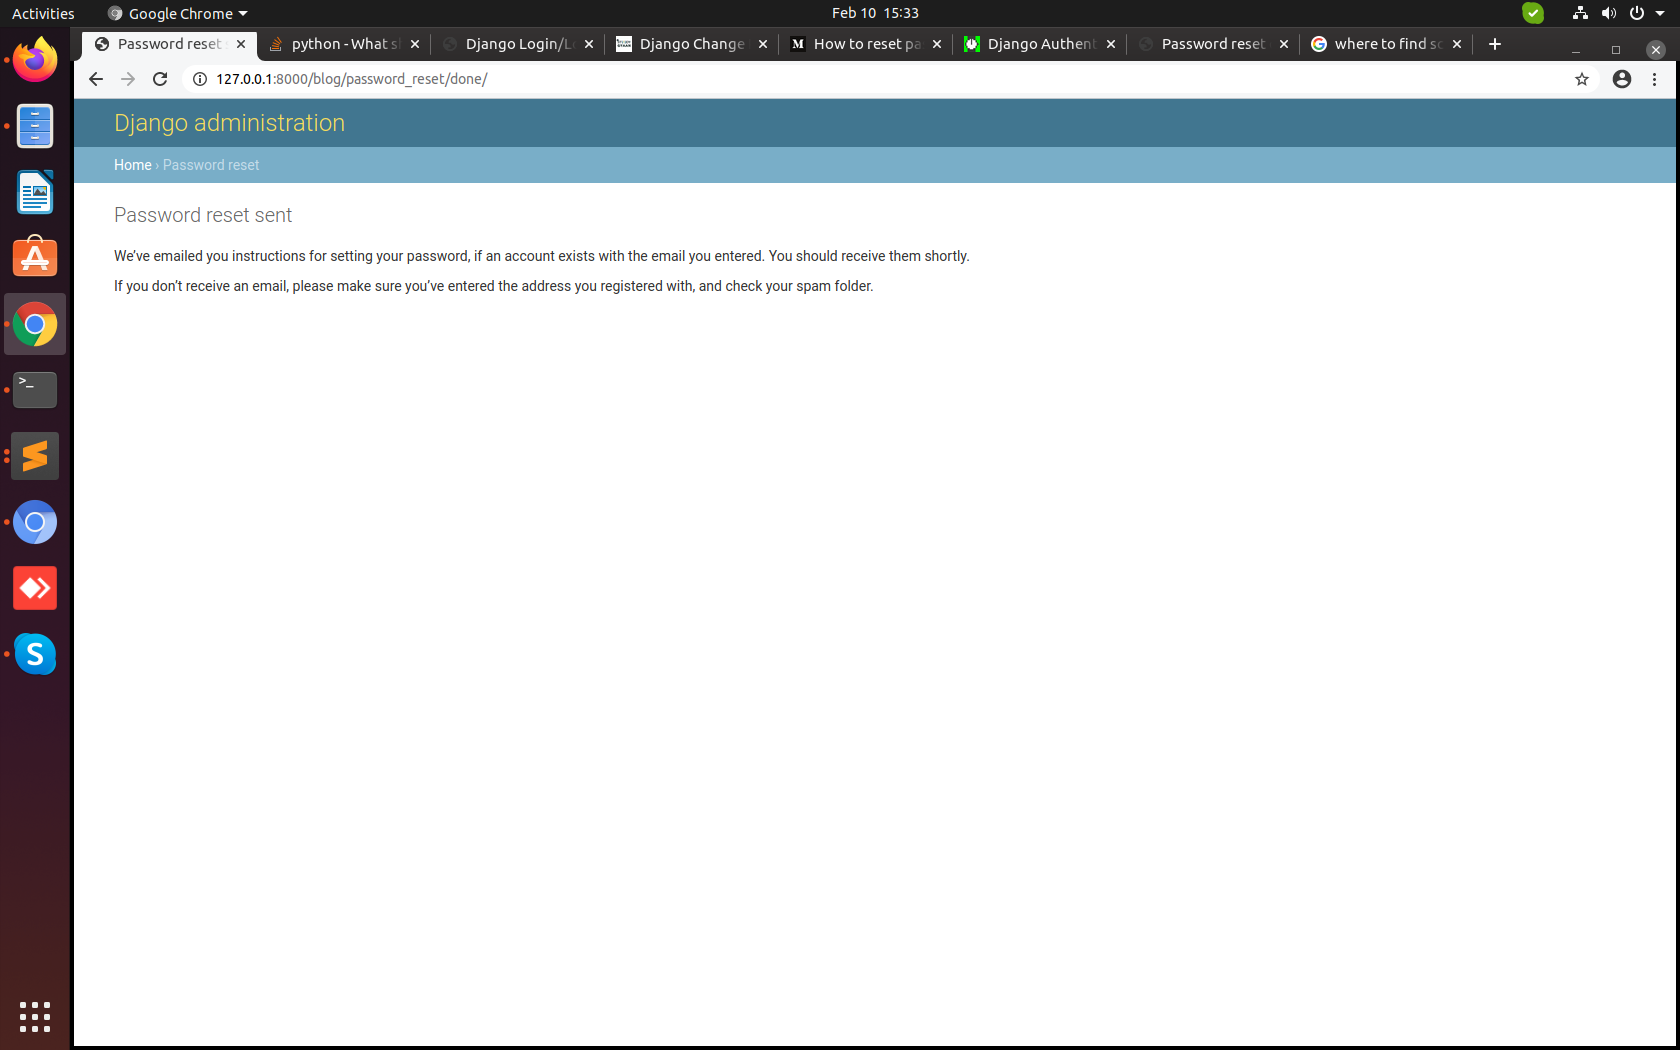 Activities
Google Chrome
Feb 10 15:33
Password reset
python - What s
Django Login/L
Django Change
M
How to reset pa
Django Authent
Password reset
where to find so
127.0.0.1:8000/blog/password_reset/done/
Django administration
Home › Password reset
Password reset sent
We’ve emailed you instructions for setting your password, if an account exists with the email you entered. You should receive them shortly.
If you don’t receive an email, please make sure you’ve entered the address you registered with, and check your spam folder.
>_
S